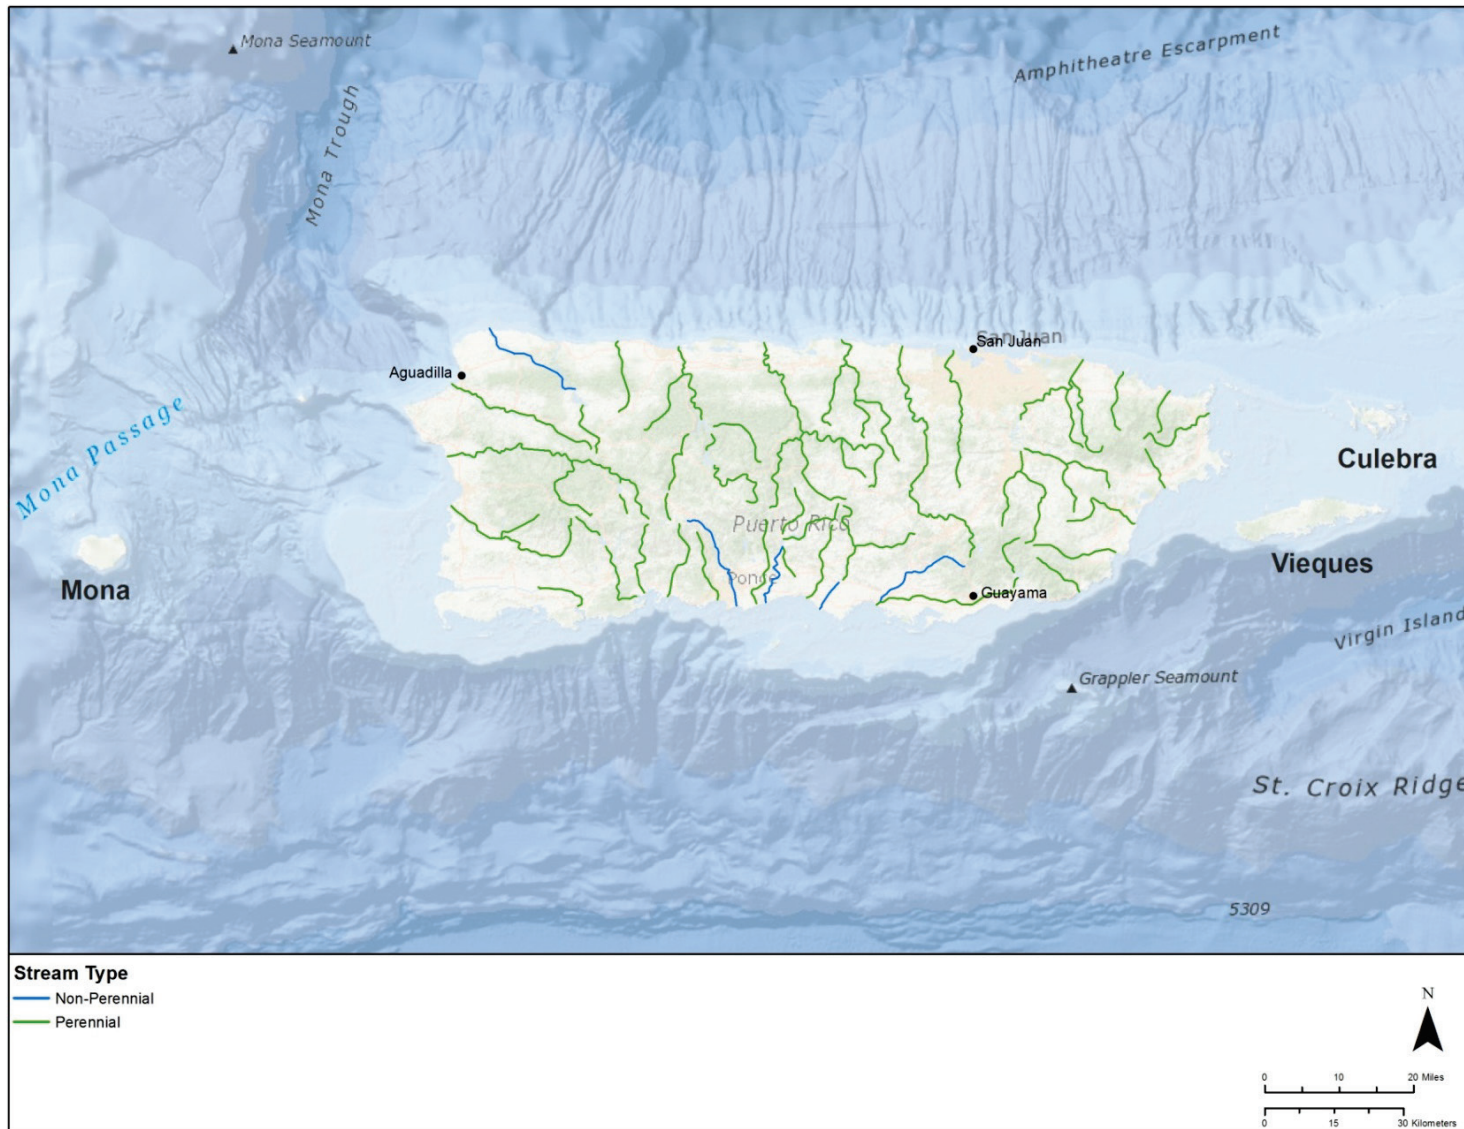 Mona Seamount
Amphitheatre Escarpment
Mona Trough
San Juan
San Juan
Aguadilla
Mona Passage
Culebra
Puerto Rico
Vieques
Ponce
Mona
Guayama
Virgin Island
Grappler Seamount
St. Croix Ridge
5309
Stream Type
Non-Perennial
Perennial
N
0 10 20 Miles
0 15 30 Kilometers